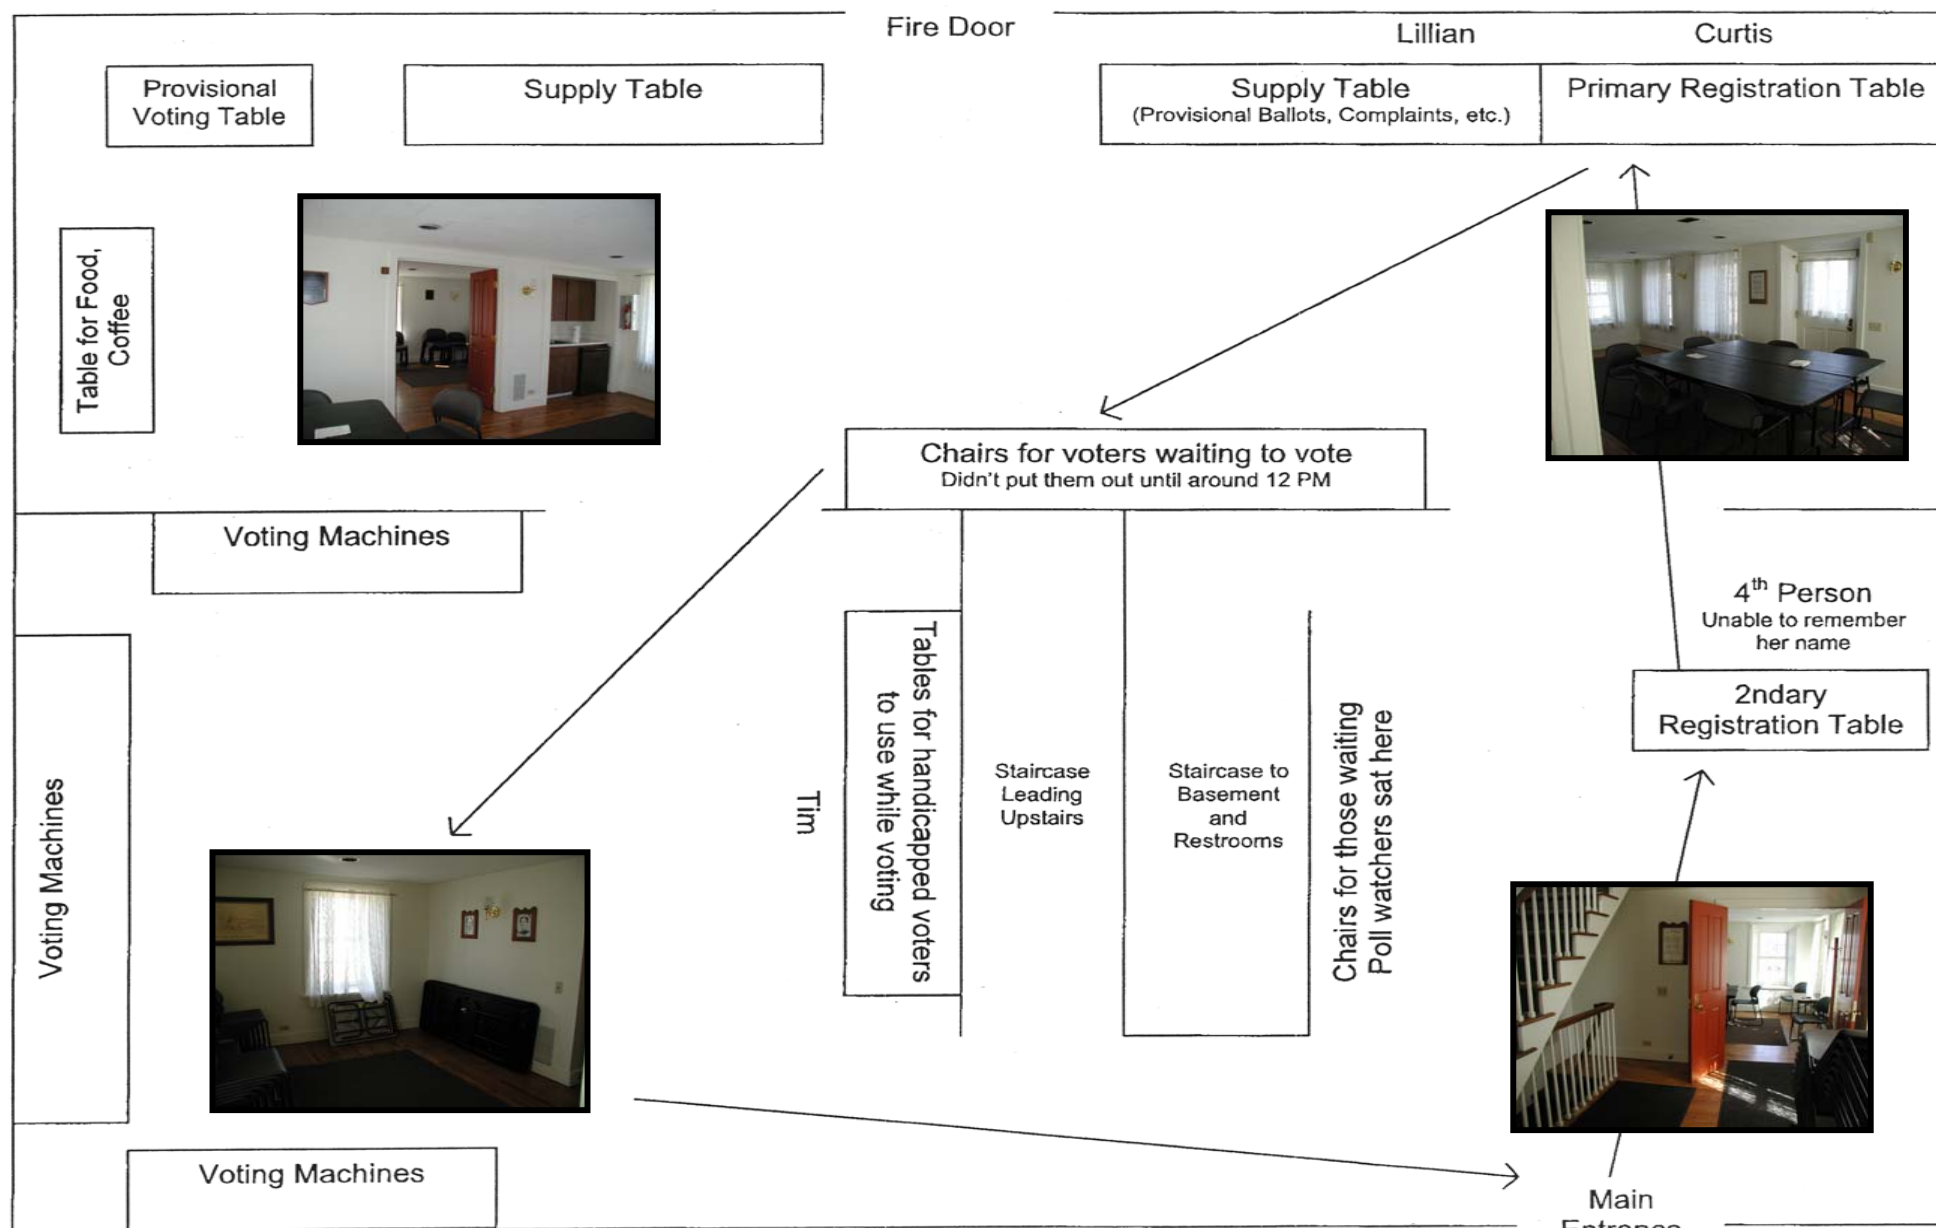 Fire Door
Lillian
Curtis
Provisional
Voting Table
Supply Table
Supply Table
(Provisional Ballots, Complaints, etc.)
Primary Registration Table
Table for Food,
Coffee
Chairs for voters waiting to vote
Didn't put them out until around 12 PM
Voting Machines
4th Person
Unable to remember
her name
2ndary
Registration Table
Voting Machines
Tim
Tables for handicapped voters
to use while voting
Staircase
Leading
Upstairs
Staircase to
Basement
and
Restrooms
Chairs for those waiting
Poll watchers sat here
Voting Machines
Main
Entrance